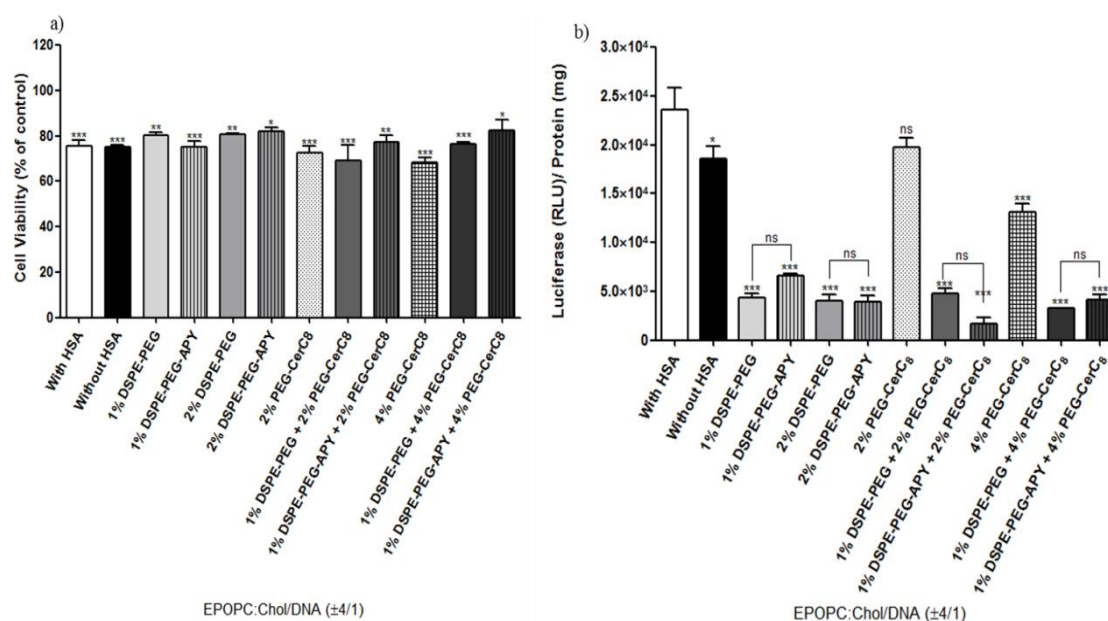 a)
Cell Viability (% of control)
120
100
80
60
40
20
0
***
***
**
***
**
*
***
***
**
***
***
*
With HSA
Without HSA
1% DSPE-PEG
1% DSPE-PEG-APY
2% DSPE-PEG
2% DSPE-PEG-APY
2% PEG-CerC8
1% DSPE-PEG + 2% PEG-CerC8
1% DSPE-PEG-APY + 2% PEG-CerC8
4% PEG-CerC8
1% DSPE-PEG + 4% PEG-CerC8
1% DSPE-PEG-APY + 4% PEG-CerC8
EPOPC:Chol/DNA (±4/1)
b)
Luciferase (RLU)/ Protein (mg)
3.0×10⁴
2.5×10⁴
2.0×10⁴
1.5×10⁴
1.0×10⁴
5.0×10³
0
*
ns
***
***
ns
***
***
ns
ns
***
***
***
ns
***
***
With HSA
Without HSA
1% DSPE-PEG
1% DSPE-PEG-APY
2% DSPE-PEG
2% DSPE-PEG-APY
2% PEG-CerC₈
1% DSPE-PEG + 2% PEG-CerC₈
1% DSPE-PEG-APY + 2% PEG-CerC₈
4% PEG-CerC₈
1% DSPE-PEG + 4% PEG-CerC₈
1% DSPE-PEG-APY + 4% PEG-CerC₈
EPOPC:Chol/DNA (±4/1)